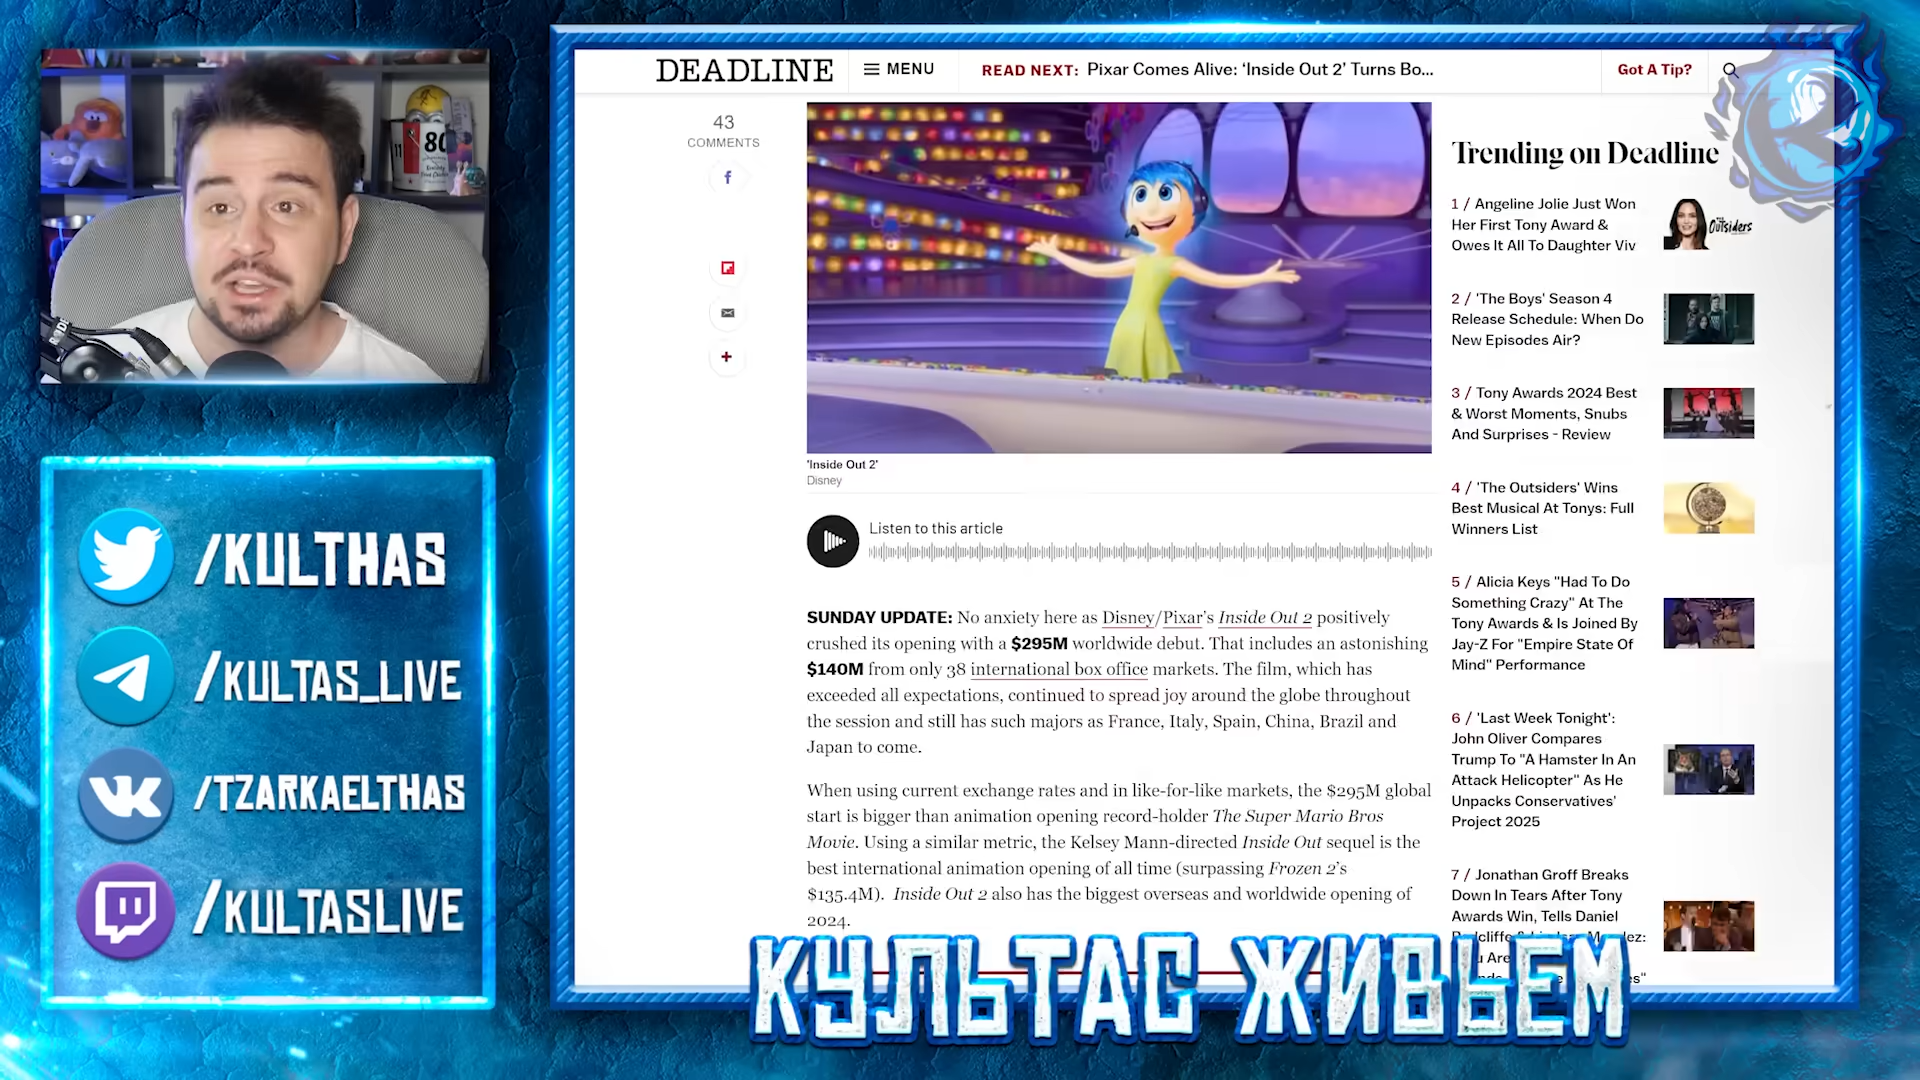 DEADLINE
MENU
READ NEXT: Pixar Comes Alive: ‘Inside Out 2’ Turns Bo...
Got A Tip?
43
COMMENTS
'Inside Out 2'
Disney
Listen to this article
SUNDAY UPDATE: No anxiety here as Disney/Pixar’s Inside Out 2 positively
crushed its opening with a $295M worldwide debut. That includes an astonishing
$140M from only 38 international box office markets. The film, which has
exceeded all expectations, continued to spread joy around the globe throughout
the session and still has such majors as France, Italy, Spain, China, Brazil and
Japan to come.
When using current exchange rates and in like-for-like markets, the $295M global
start is bigger than animation opening record-holder The Super Mario Bros
Movie. Using a similar metric, the Kelsey Mann-directed Inside Out sequel is the
best international animation opening of all time (surpassing Frozen 2’s
$135.4M). Inside Out 2 also has the biggest overseas and worldwide opening of
2024.
Trending on Deadline
1 / Angeline Jolie Just Won
Her First Tony Award &
Owes It All To Daughter Viv
THE
Outsiders
2 / 'The Boys' Season 4
Release Schedule: When Do
New Episodes Air?
3 / Tony Awards 2024 Best
& Worst Moments, Snubs
And Surprises - Review
4 / 'The Outsiders' Wins
Best Musical At Tonys: Full
Winners List
5 / Alicia Keys "Had To Do
Something Crazy" At The
Tony Awards & Is Joined By
Jay-Z For "Empire State Of
Mind" Performance
6 / 'Last Week Tonight':
John Oliver Compares
Trump To "A Hamster In An
Attack Helicopter" As He
Unpacks Conservatives'
Project 2025
7 / Jonathan Groff Breaks
Down In Tears After Tony
Awards Win, Tells Daniel
80
11
RODE
/KULTHAS
/KULTAS_LIVE
/TZARKAELTHAS
/KULTASLIVE
КУЛЬТАС ЖИВЬЕМ